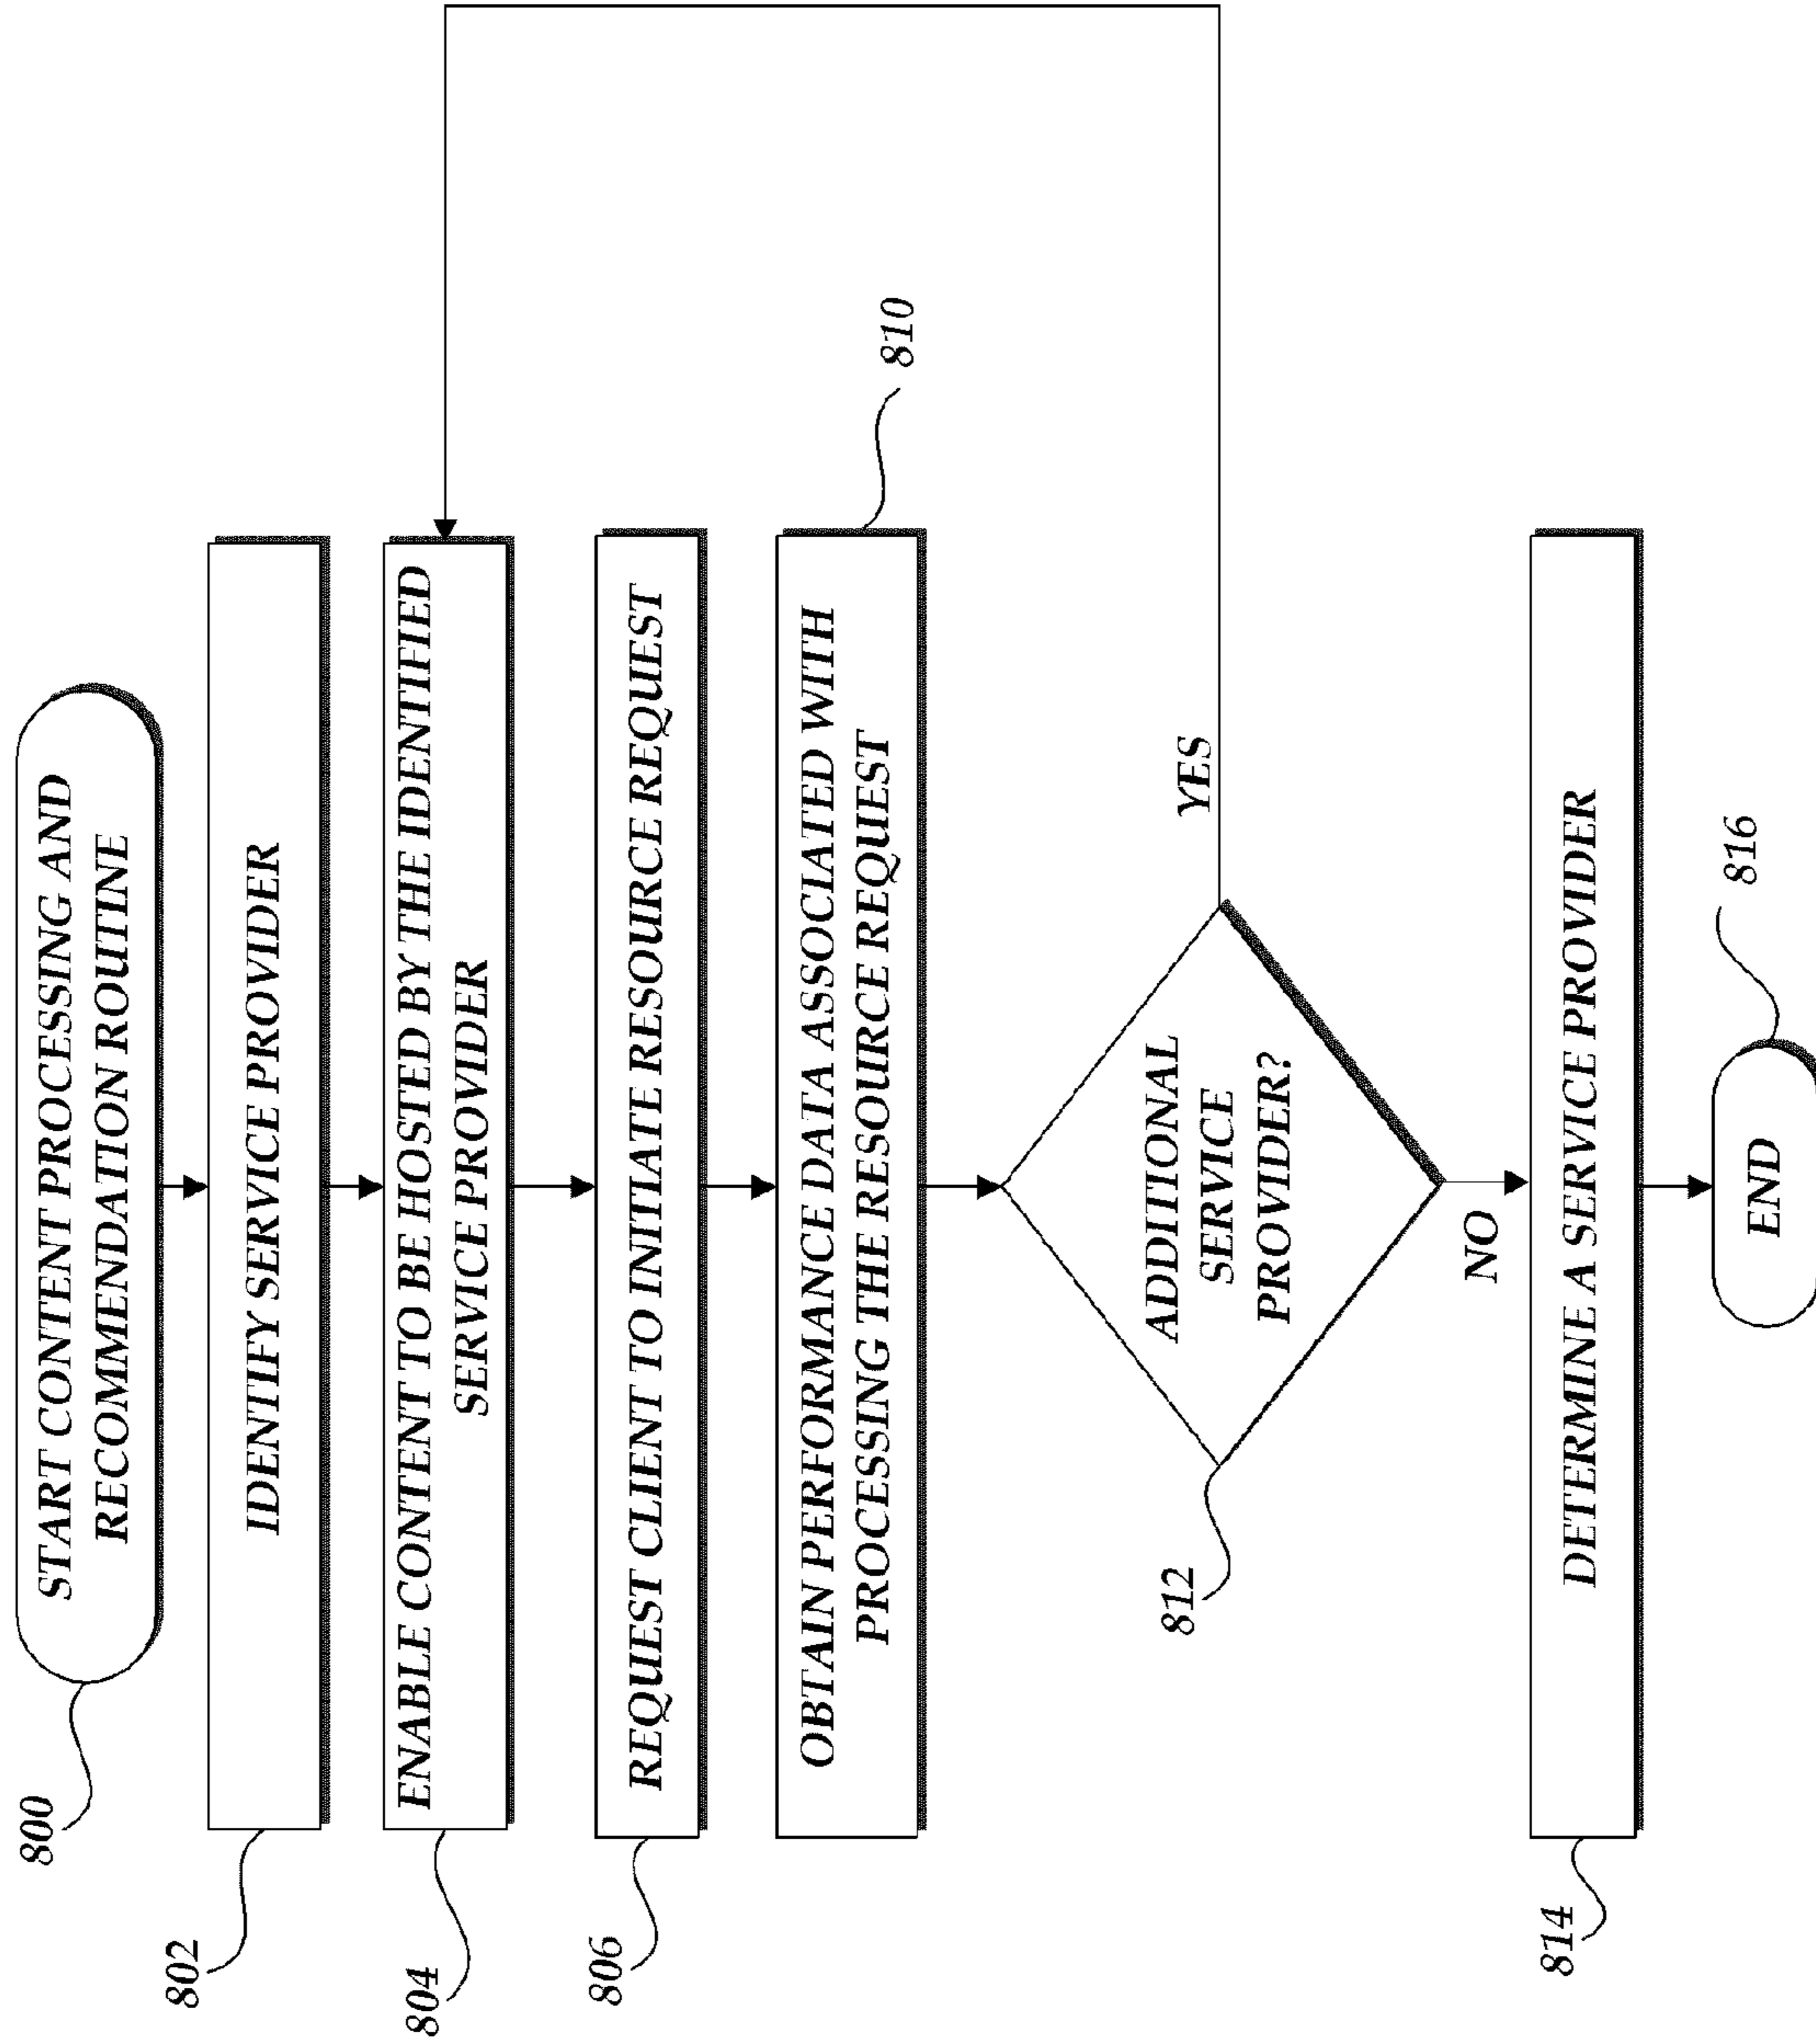 800
START CONTENT PROCESSING AND
RECOMMENDATION ROUTINE
802
IDENTIFY SERVICE PROVIDER
804
ENABLE CONTENT TO BE HOSTED BY THE IDENTIFIED
SERVICE PROVIDER
806
REQUEST CLIENT TO INITIATE RESOURCE REQUEST
OBTAIN PERFORMANCE DATA ASSOCIATED WITH
PROCESSING THE RESOURCE REQUEST
810
812
ADDITIONAL
SERVICE
PROVIDER?
YES
NO
814
DETERMINE A SERVICE PROVIDER
END
816